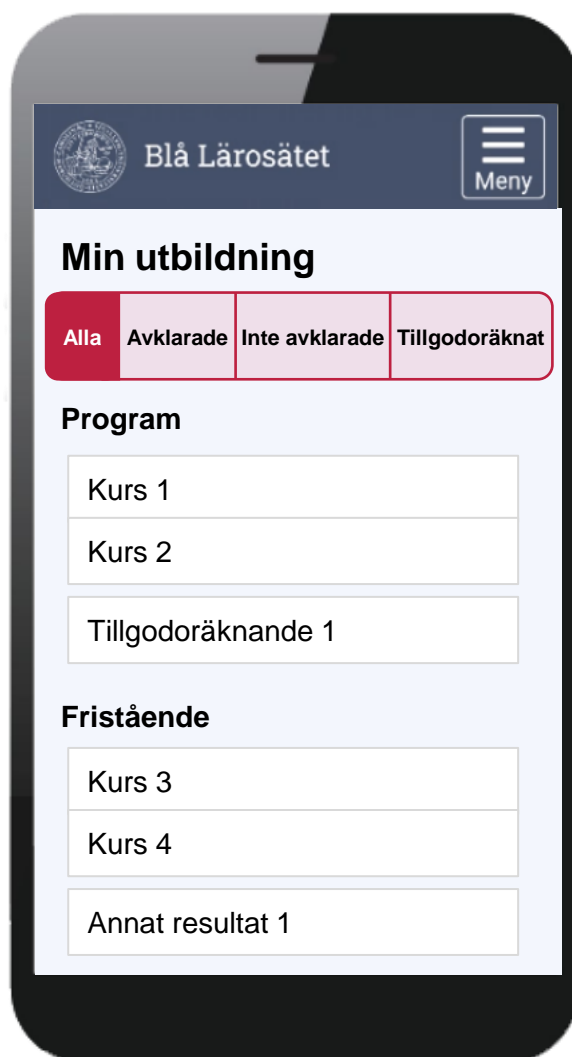 Blå Lärosätet
Meny
Min utbildning
Alla Avklarade Inte avklarade Tillgodoräknat
Program
Kurs 1
Kurs 2
Tillgodoräknande 1
Fristående
Kurs 3
Kurs 4
Annat resultat 1